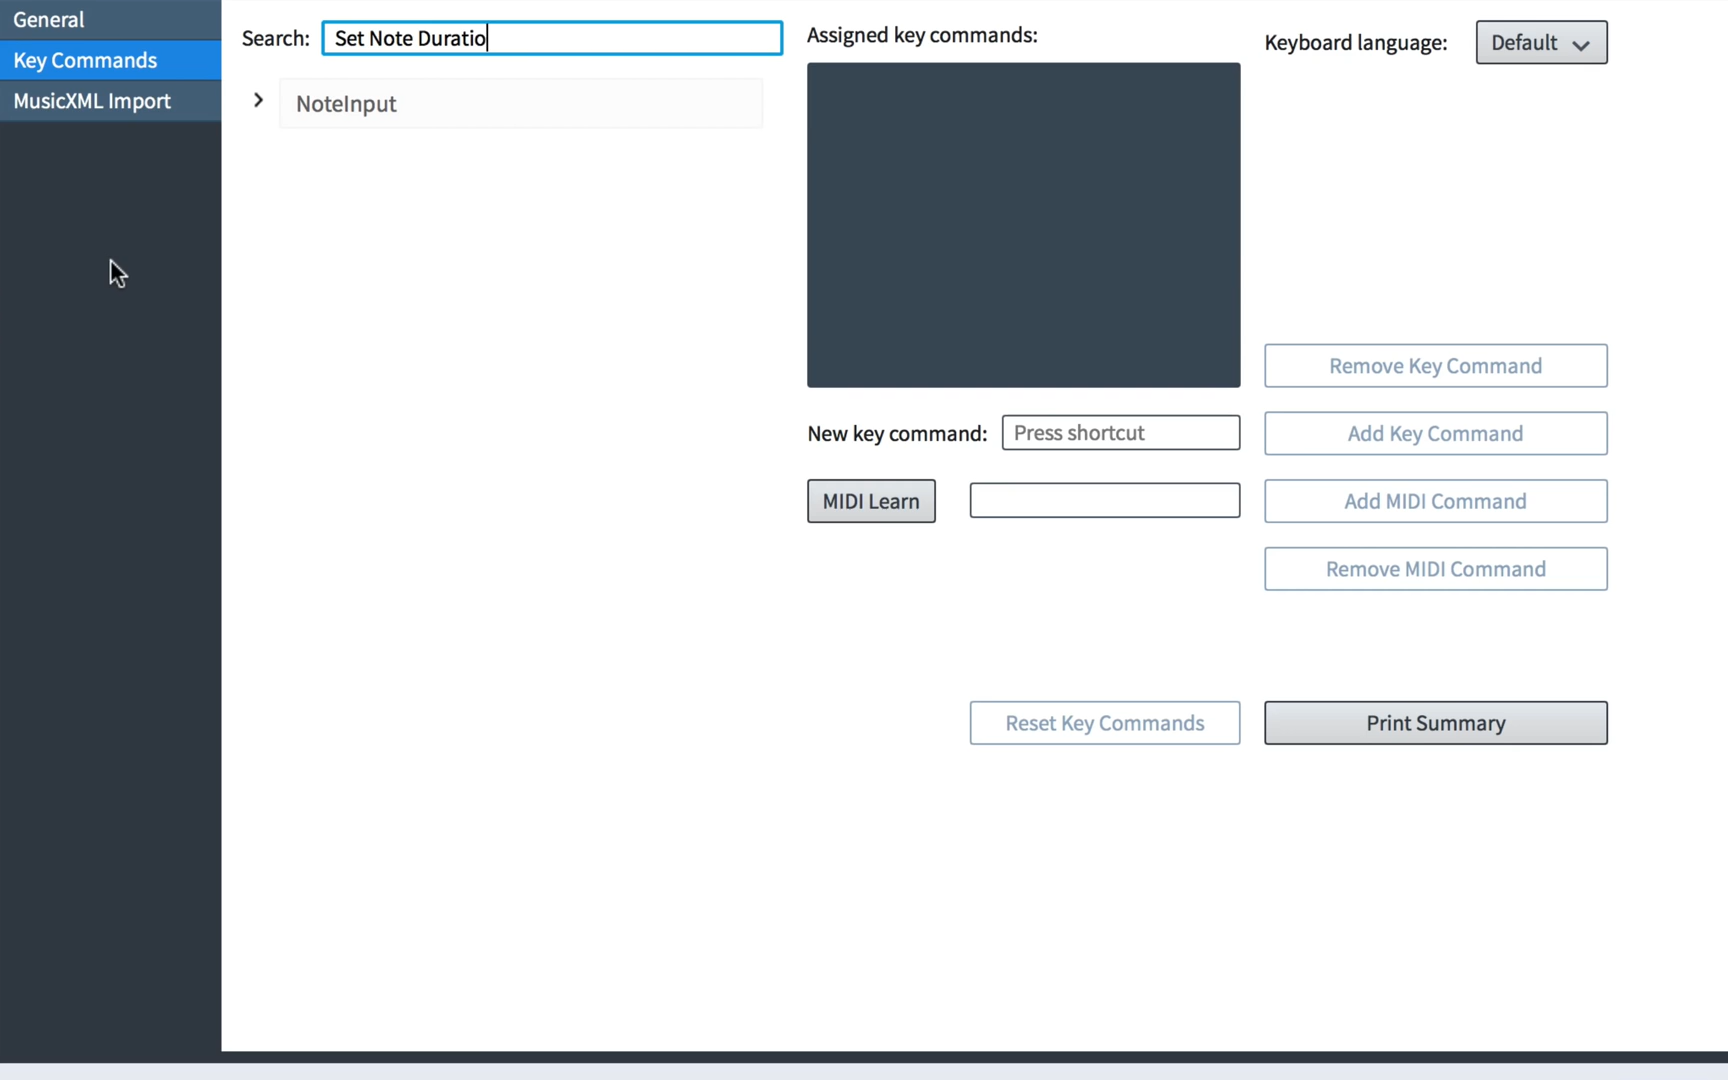 General
Key Commands
MusicXML Import
Search: Set Note Duratio
NoteInput
Assigned key commands:
Keyboard language: Default
Remove Key Command
New key command: Press shortcut
Add Key Command
MIDI Learn
Add MIDI Command
Remove MIDI Command
Reset Key Commands
Print Summary